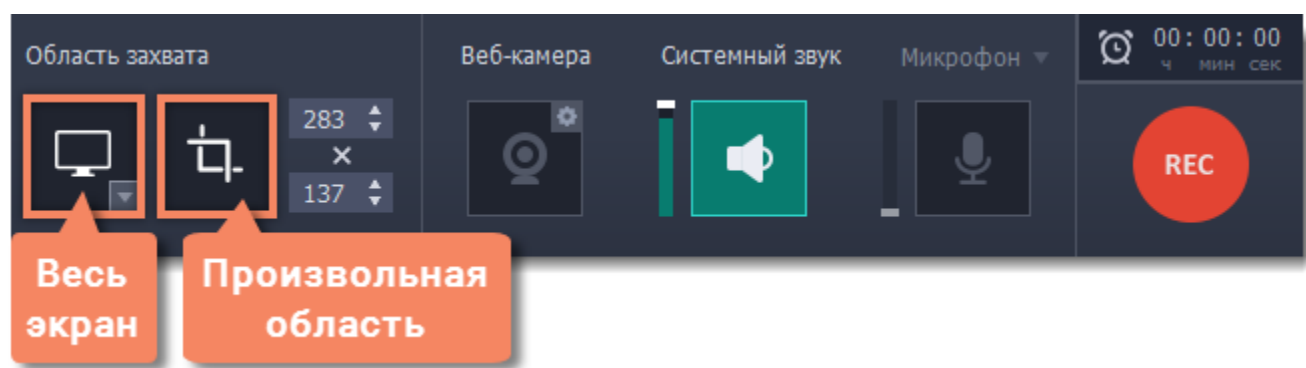 Область захвата
Веб-камера
Системный звук
Микрофон
00 : 00 : 00
ч мин сек
283
×
137
REC
Весь
экран
Произвольная
область